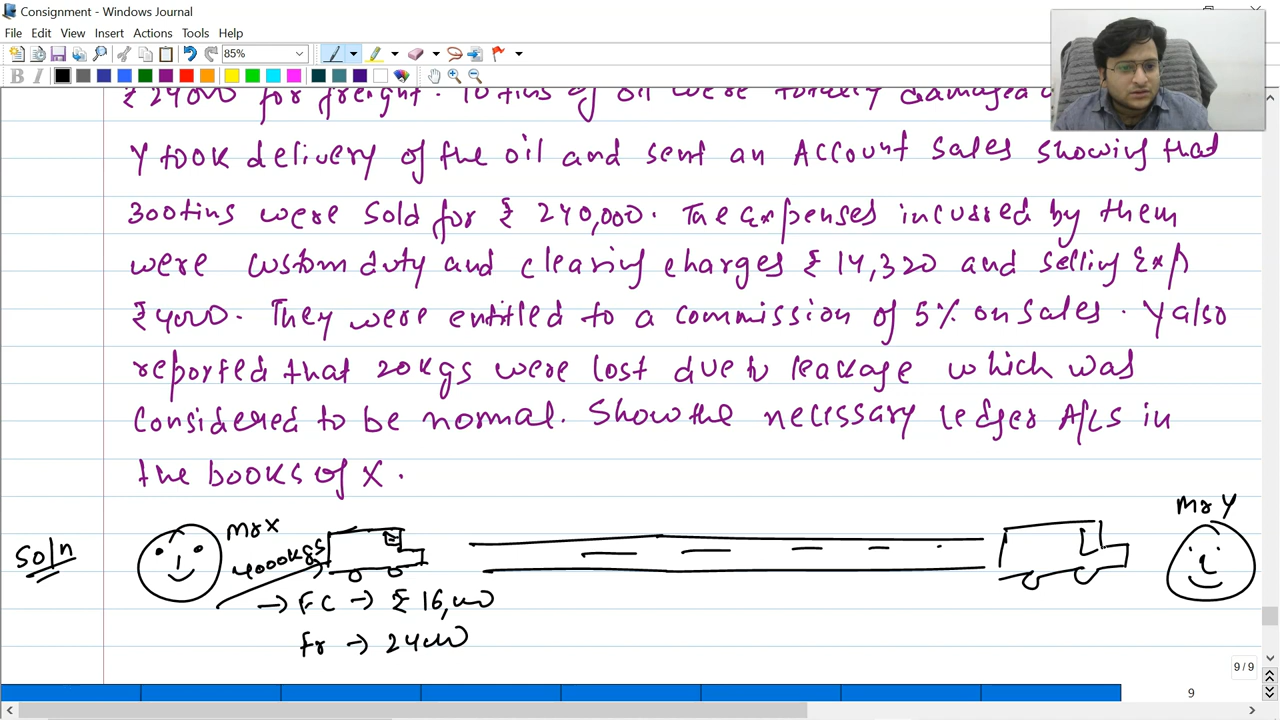 Consignment - Windows Journal
File Edit View Insert Actions Tools Help
85%
B I
₹2400 for freight. 10 tins of oil were totally damaged
Y took delivery of the oil and sent an Account Sales showing that
300tins were sold for ₹ 240,000. The Expenses incurred by them
were custom duty and clearing charges ₹ 14,320 and selling Exp
₹4000. They were entitled to a commission of 5% on sales. Y also
reported that 20kgs were lost due to leakage which was
considered to be normal. Show the necessary ledger A/cs in
the books of X.
Soln
Mr X
4000kgs
→ F.C → ₹ 16,000
Fr → 2400
Mr Y
9 / 9
9